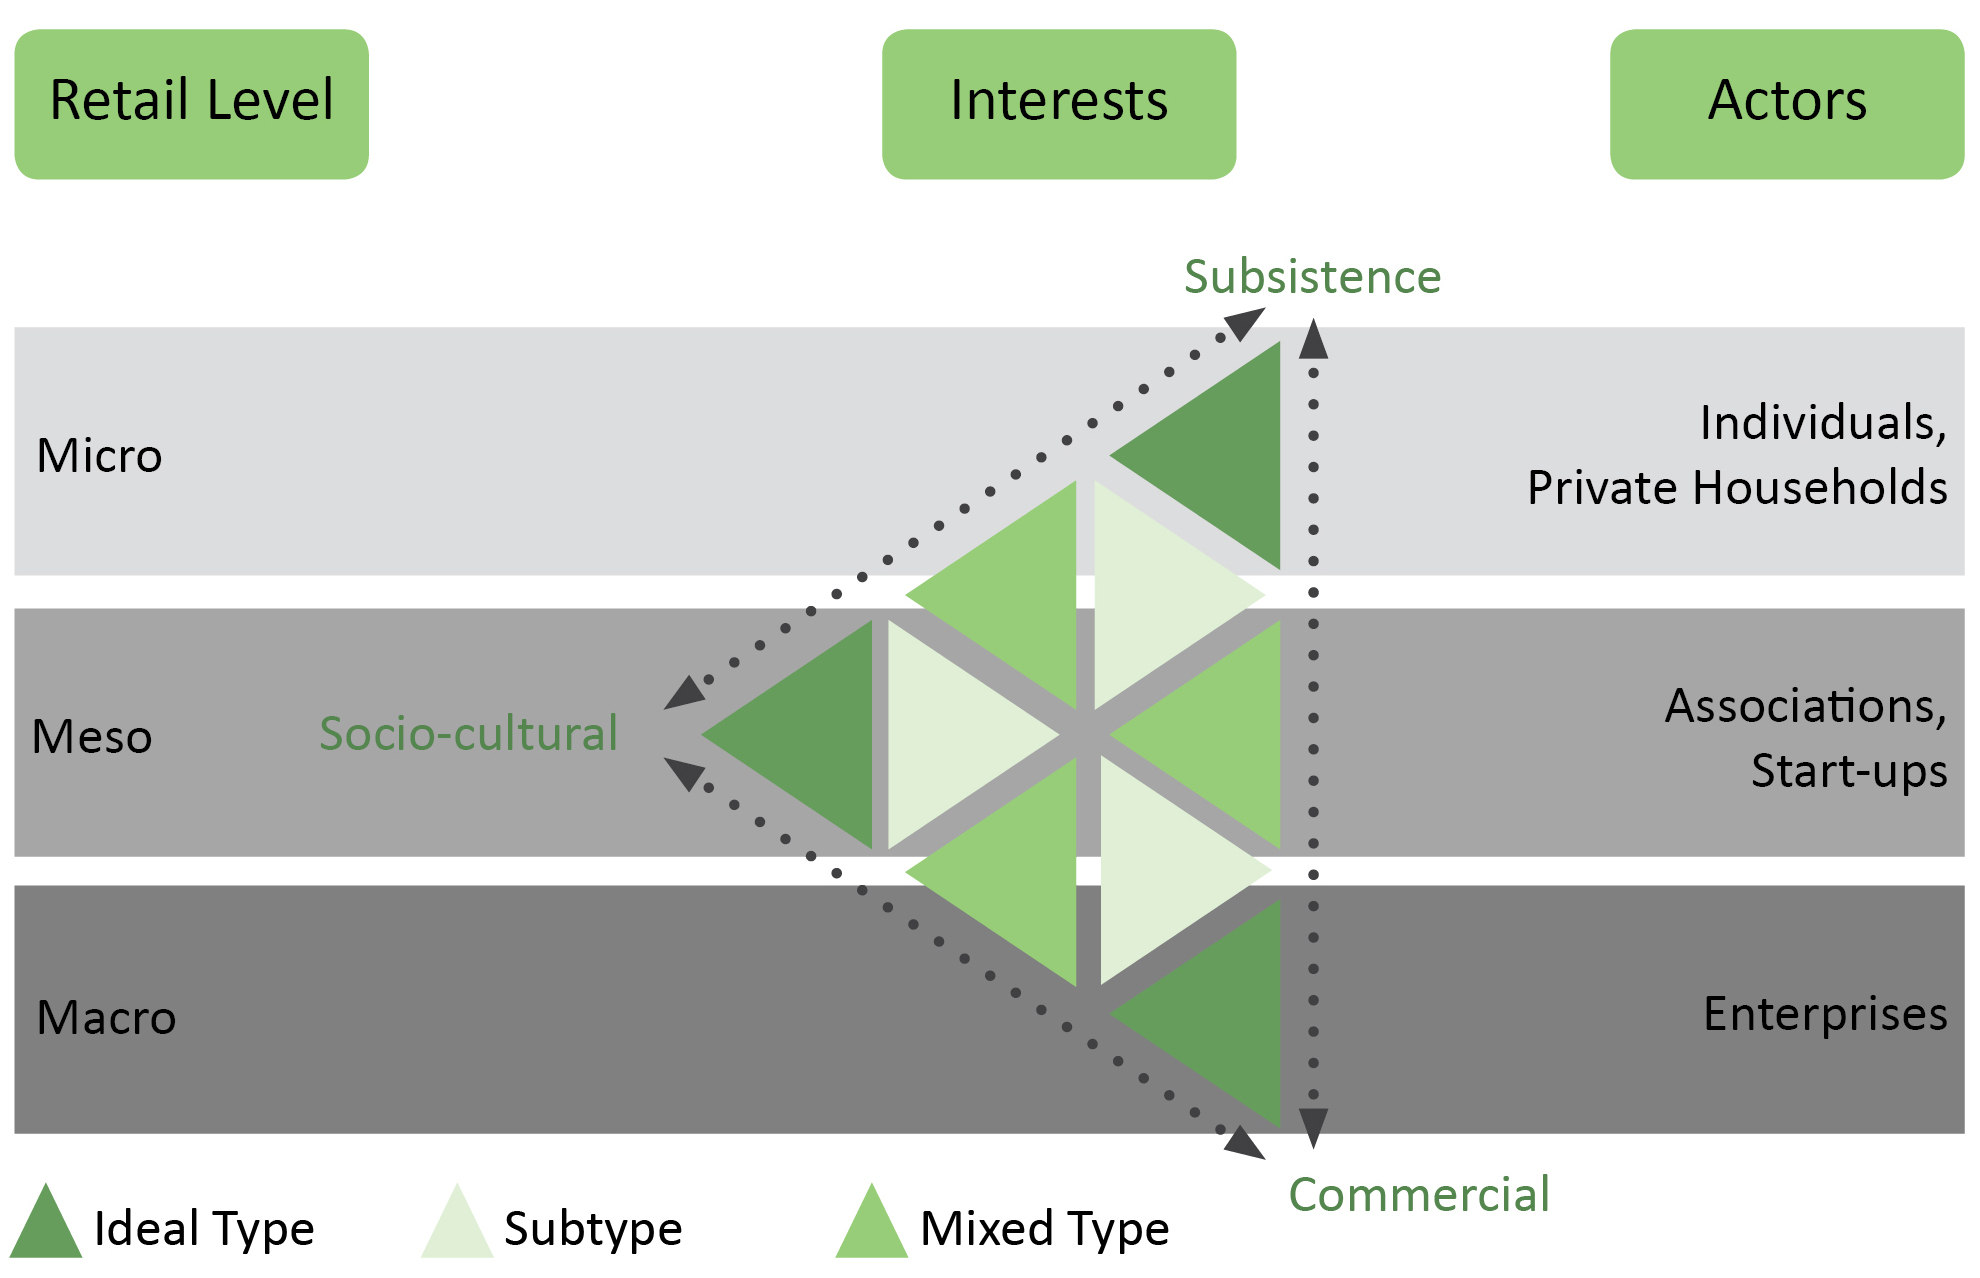 Retail Level
Interests
Actors
Subsistence
Micro
Individuals,
Private Households
Meso
Socio-cultural
Associations,
Start-ups
Macro
Enterprises
Commercial
Ideal Type
Subtype
Mixed Type